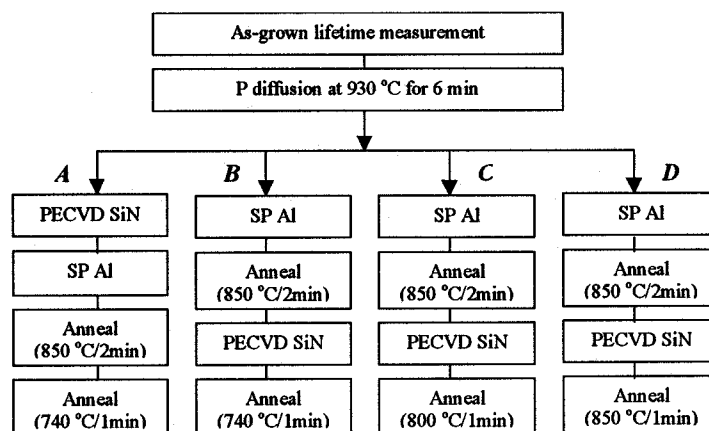 As-grown lifetime measurement
P diffusion at 930 °C for 6 min
A
B
C
D
PECVD SiN
SP Al
Anneal
(850 °C/2min)
Anneal
(740 °C/1min)
SP Al
Anneal
(850 °C/2min)
PECVD SiN
Anneal
(740 °C/1min)
SP Al
Anneal
(850 °C/2min)
PECVD SiN
Anneal
(800 °C/1min)
SP Al
Anneal
(850 °C/2min)
PECVD SiN
Anneal
(850 °C/1min)